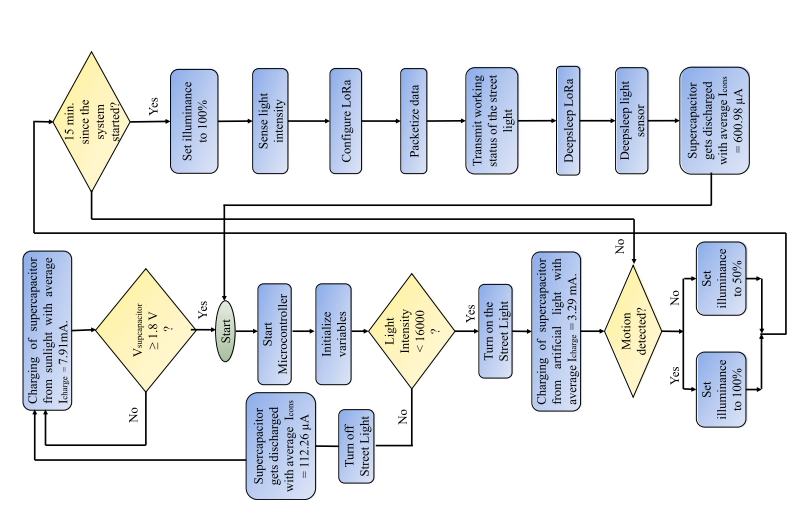 Charging of supercapacitor
from sunlight with average
Icharge = 7.91mA.
Vsupercapacitor
≥ 1.8 V
?
No
Yes
Start
Start
Microcontroller
Initialize
variables
Light
Intensity
< 16000
?
No
Turn off
Street Light
Supercapacitor
gets discharged
with average Icons
= 112.26 µA
Yes
Turn on the
Street Light
Charging of supercapacitor
from artificial light with
average Icharge = 3.29 mA.
Motion
detected?
Yes
Set
illuminance
to 100%
No
Set
illuminance
to 50%
15 min.
since the
system
started?
No
Yes
Set illuminance
to 100%
Sense light
intensity
Configure LoRa
Packetize data
Transmit working
status of the street
light
Deepsleep LoRa
Deepsleep light
sensor
Supercapacitor
gets discharged
with average Icons
= 600.98 µA